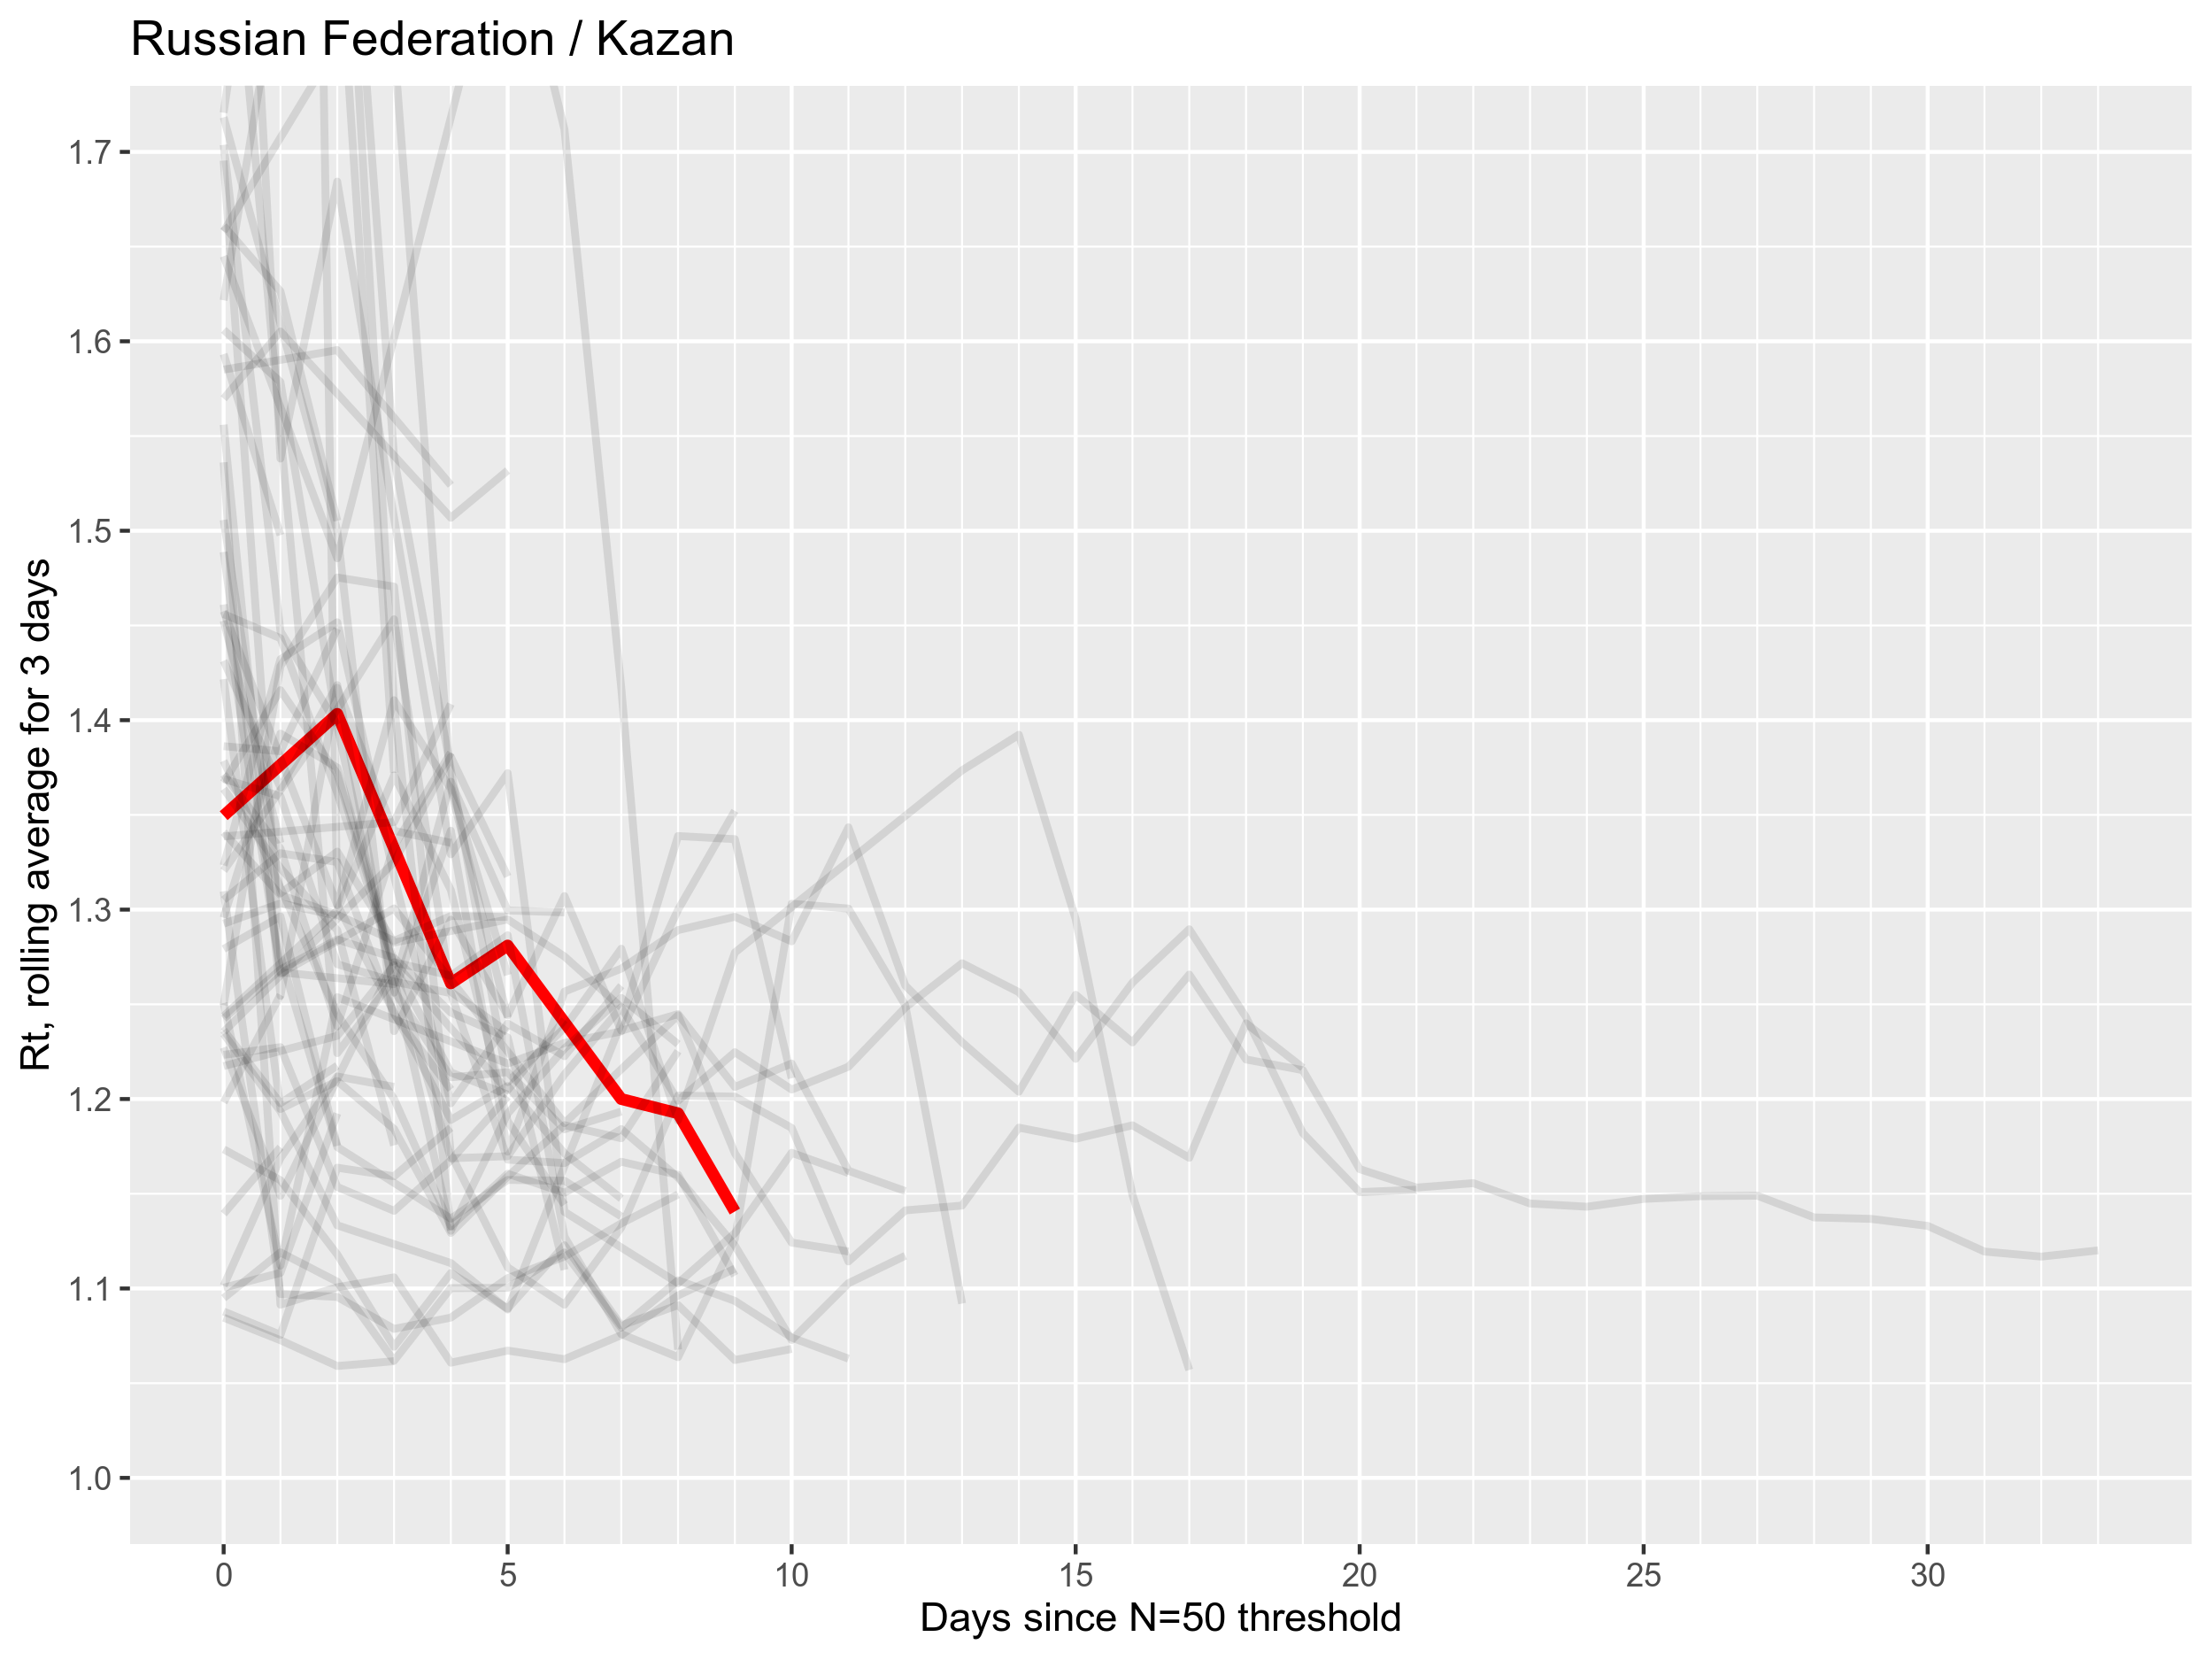 Russian Federation / Kazan
Rt, rolling average for 3 days
1.7
1.6
1.5
1.4
1.3
1.2
1.1
1.0
0 5 10 15 20 25 30
Days since N=50 threshold